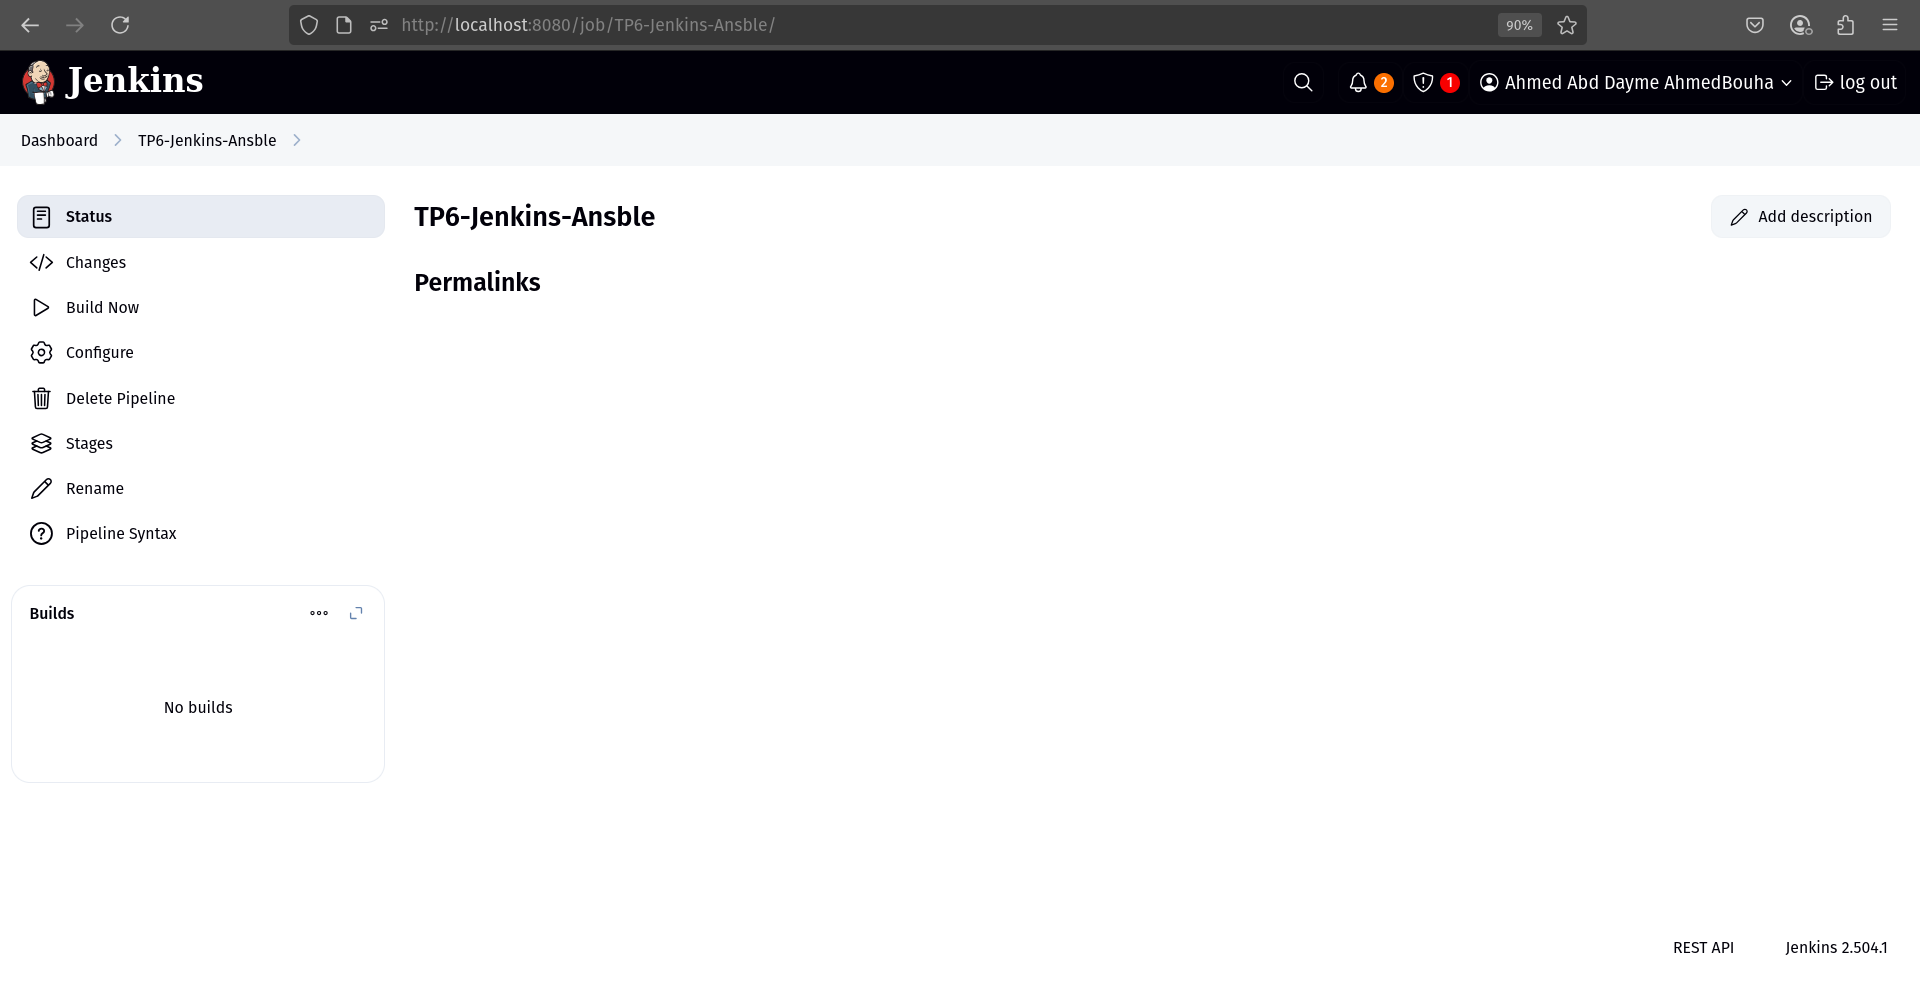 http://localhost:8080/job/TP6-Jenkins-Ansble/
90%
Jenkins
2
1
Ahmed Abd Dayme AhmedBouha
log out
Dashboard
TP6-Jenkins-Ansble
Status
TP6-Jenkins-Ansble
Add description
Changes
Permalinks
Build Now
Configure
Delete Pipeline
Stages
Rename
Pipeline Syntax
Builds
No builds
REST API
Jenkins 2.504.1